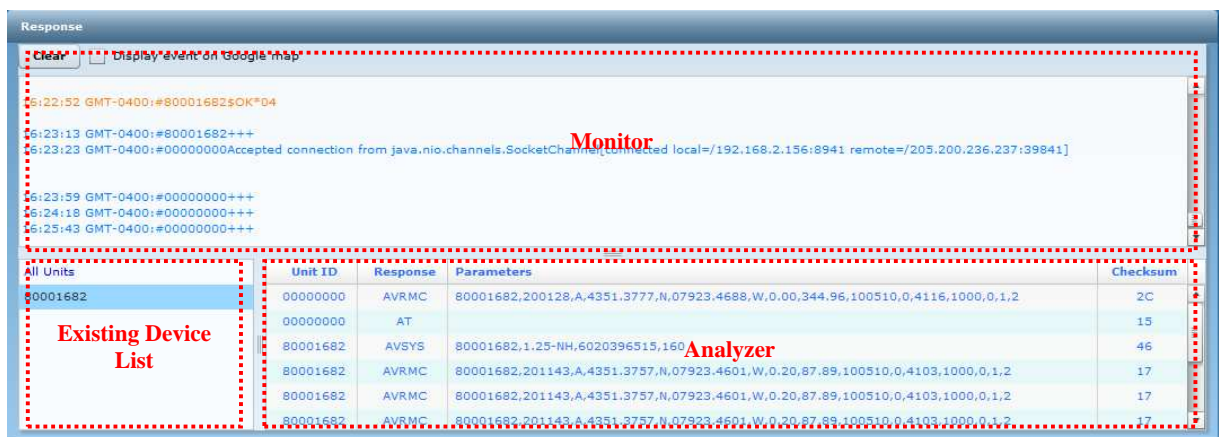 Response
Clear Display event on Google map
16:22:52 GMT-0400:#80001682$OK*04
16:23:13 GMT-0400:#80001682+++
16:23:23 GMT-0400:#00000000Accepted connection from java.nio.channels.SocketChannel[connected local=/192.168.2.156:8941 remote=/205.200.236.237:39841]
Monitor
16:23:59 GMT-0400:#00000000+++
16:24:18 GMT-0400:#00000000+++
16:25:43 GMT-0400:#00000000+++
All Units
80001682
Existing Device
List
Unit ID Response Parameters Checksum
00000000 AVRMC 80001682,200128,A,4351.3777,N,07923.4688,W,0.00,344.96,100510,0,4116,1000,0,1,2 2C
00000000 AT 15
80001682 AVSYS 80001682,1.25-NH,6020396515,160 46
Analyzer
80001682 AVRMC 80001682,201143,A,4351.3757,N,07923.4601,W,0.20,87.89,100510,0,4103,1000,0,1,2 17
80001682 AVRMC 80001682,201143,A,4351.3757,N,07923.4601,W,0.20,87.89,100510,0,4103,1000,0,1,2 17
80001682 AVRMC 80001682,201143,A,4351.3757,N,07923.4601,W,0.20,87.89,100510,0,4103,1000,0,1,2 17